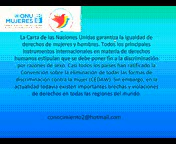 ONU
MUJERES
La Carta de las Naciones Unidas garantiza la igualdad de
derechos de mujeres y hombres. Todos los principales
instrumentos internacionales en materia de derechos
humanos estipulan que se debe poner fin a la discriminación
por razones de sexo. Casi todos los países han ratificado la
Convención sobre la eliminación de todas las formas de
discriminación contra la mujer (CEDAW). Sin embargo, en la
actualidad todavía existen importantes brechas y violaciones
de derechos en todas las regiones del mundo.
conocimiento2@hotmail.com